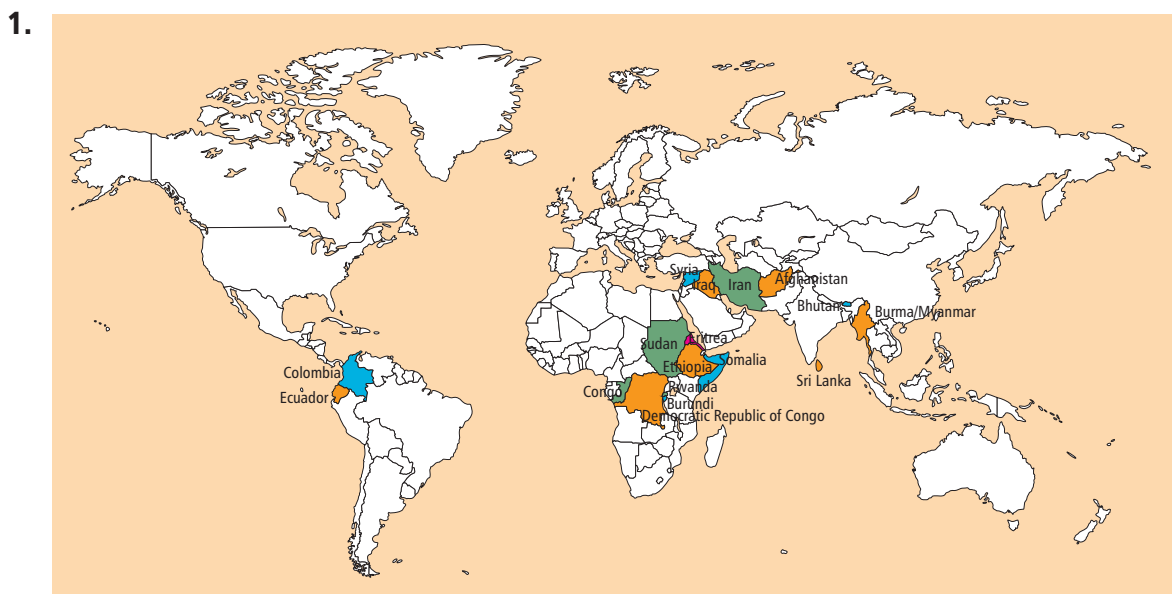 1.
Syria
Iraq
Iran
Afghanistan
Bhutan
Burma/Myanmar
Sudan
Eritrea
Somalia
Ethiopia
Sri Lanka
Colombia
Ecuador
Congo
Rwanda
Burundi
Democratic Republic of Congo